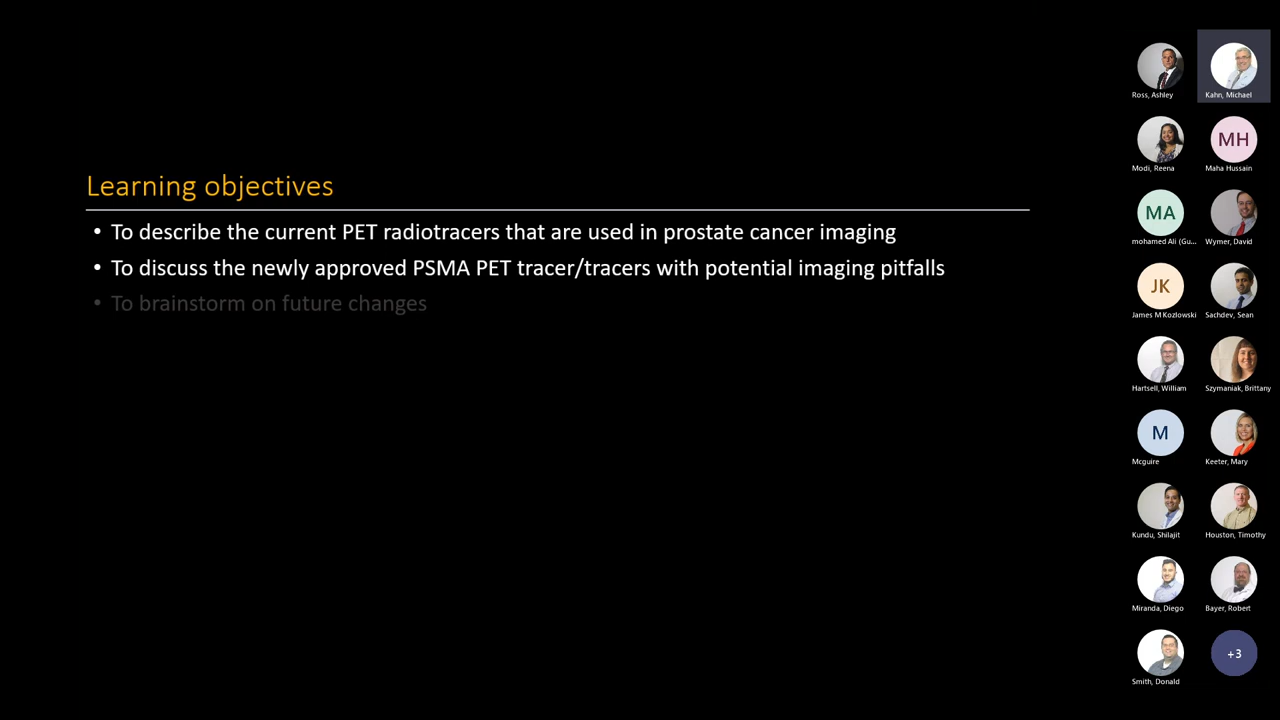 Learning objectives
• To describe the current PET radiotracers that are used in prostate cancer imaging
• To discuss the newly approved PSMA PET tracer/tracers with potential imaging pitfalls
• To brainstorm on future changes
Ross, Ashley
Kahn, Michael
Modi, Reena
MH
Maha Hussain
MA
mohamed Ali (Gu...
Wymer, David
JK
James M Kozlowski
Sachdev, Sean
Hartsell, William
Szymaniak, Brittany
M
Mcguire
Keeter, Mary
Kundu, Shilajit
Houston, Timothy
Miranda, Diego
Bayer, Robert
Smith, Donald
+3